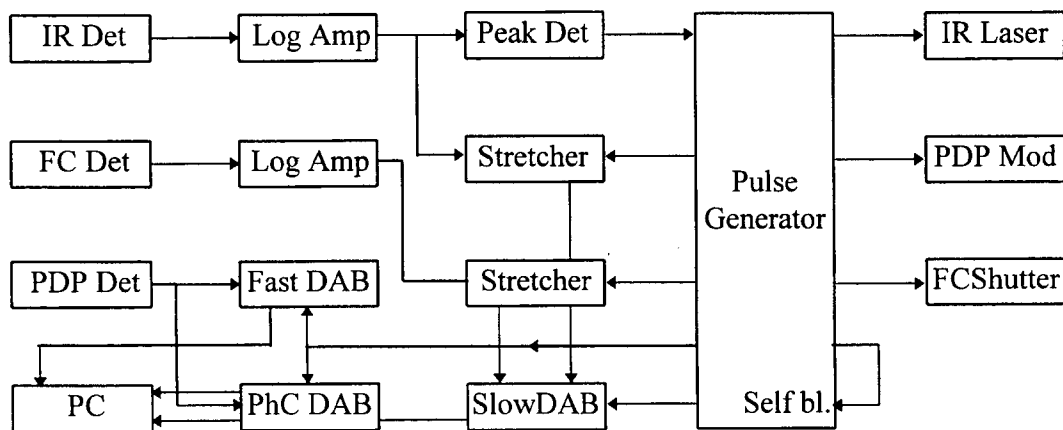 IR Det
Log Amp
Peak Det
IR Laser
FC Det
Log Amp
Stretcher
PDP Mod
Pulse
Generator
PDP Det
Fast DAB
Stretcher
FCShutter
PC
PhC DAB
SlowDAB
Self bl.